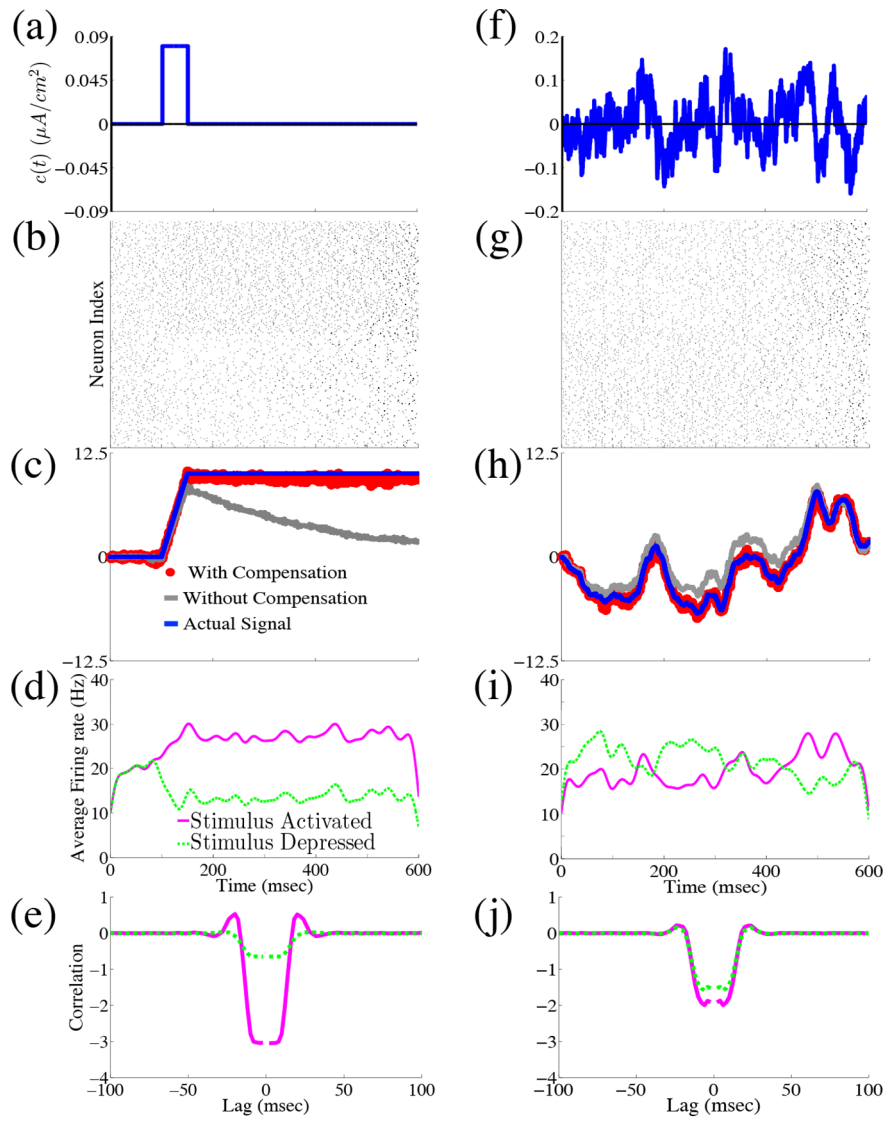 (a)
0.09
0.045
0
−0.045
−0.09
c(t) (μA/cm²)
(f)
0.2
0.1
0
−0.1
−0.2
(b)
Neuron Index
(g)
(c)
12.5
0
−12.5
With Compensation
Without Compensation
Actual Signal
(h)
12.5
0
−12.5
(d)
Average Firing rate (Hz)
40
30
20
10
0
Stimulus Activated
Stimulus Depressed
200 400 600
Time (msec)
(i)
40
30
20
10
0
0 200 400 600
Time (msec)
(e)
Correlation
1
0
−1
−2
−3
−4
−100 −50 0 50 100
Lag (msec)
(j)
1
0
−1
−2
−3
−4
−100 −50 0 50 100
Lag (msec)